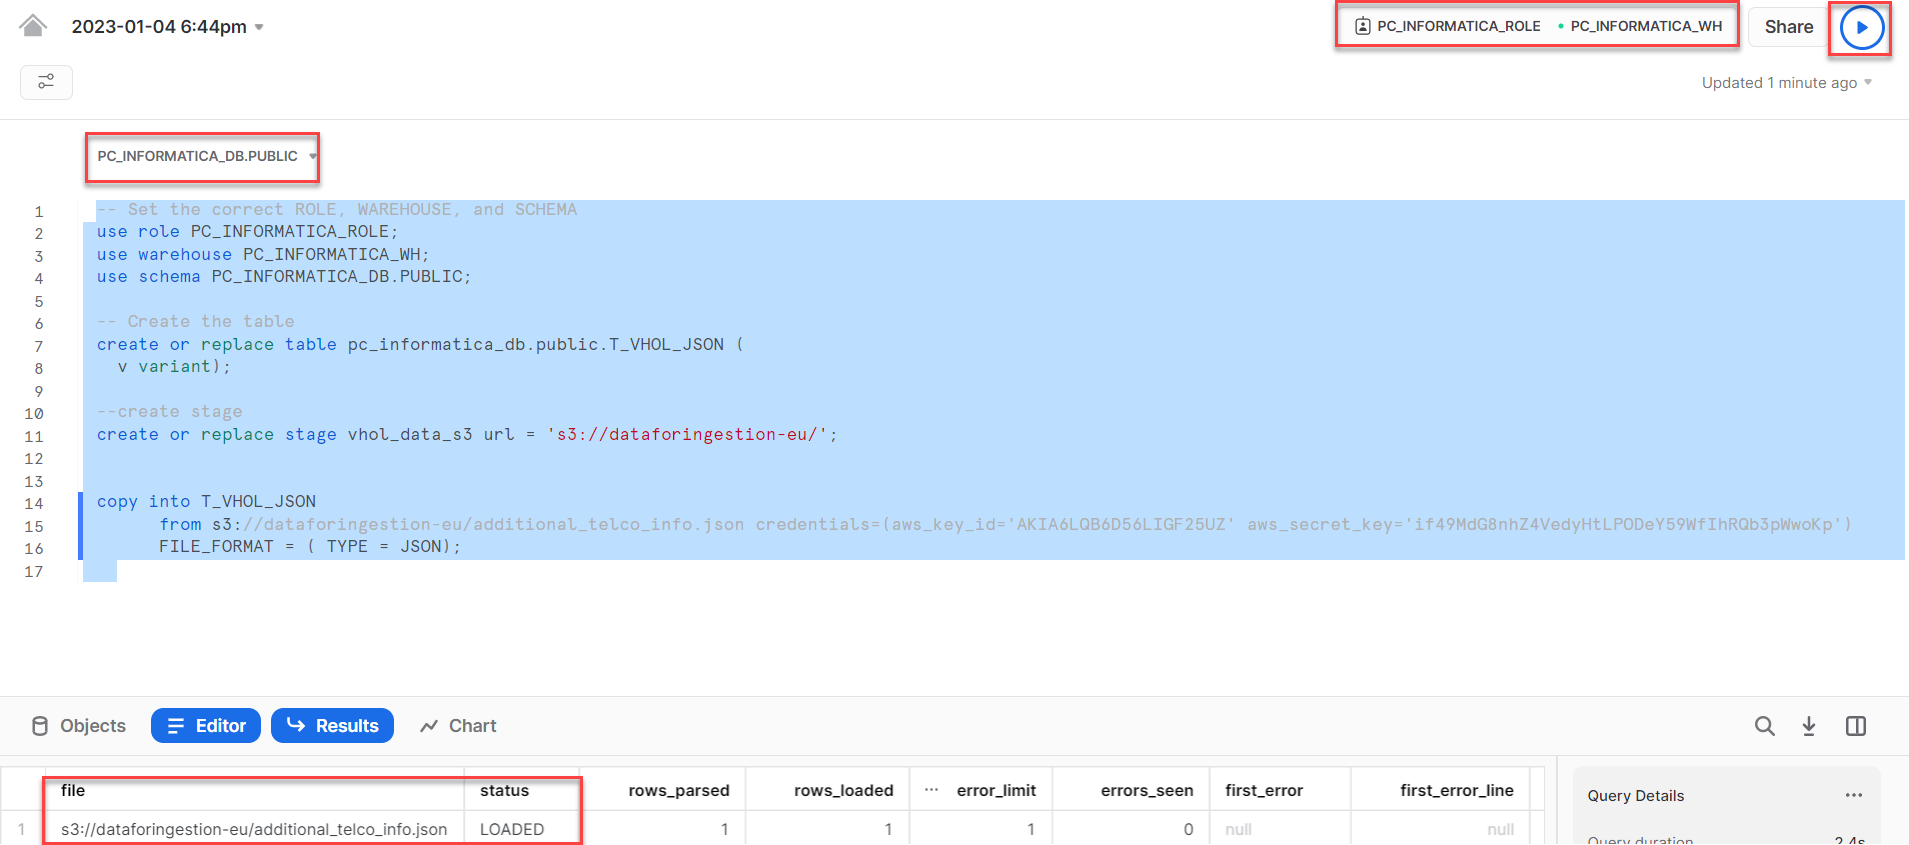 2023-01-04 6:44pm
PC_INFORMATICA_ROLE PC_INFORMATICA_WH
Share
Updated 1 minute ago
PC_INFORMATICA_DB.PUBLIC
1 -- Set the correct ROLE, WAREHOUSE, and SCHEMA
2 use role PC_INFORMATICA_ROLE;
3 use warehouse PC_INFORMATICA_WH;
4 use schema PC_INFORMATICA_DB.PUBLIC;
5
6 -- Create the table
7 create or replace table pc_informatica_db.public.T_VHOL_JSON (
8 v variant);
9
10 --create stage
11 create or replace stage vhol_data_s3 url = 's3://dataforingestion-eu/';
12
13
14 copy into T_VHOL_JSON
15 from s3://dataforingestion-eu/additional_telco_info.json credentials=(aws_key_id='AKIA6LQB6D56LIGF25UZ' aws_secret_key='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')
16 FILE_FORMAT = ( TYPE = JSON);
17
Objects Editor Results Chart
file status rows_parsed rows_loaded ... error_limit errors_seen first_error first_error_line
1 s3://dataforingestion-eu/additional_telco_info.json LOADED 1 1 1 0 null null
Query Details ...
Query duration 2.4s